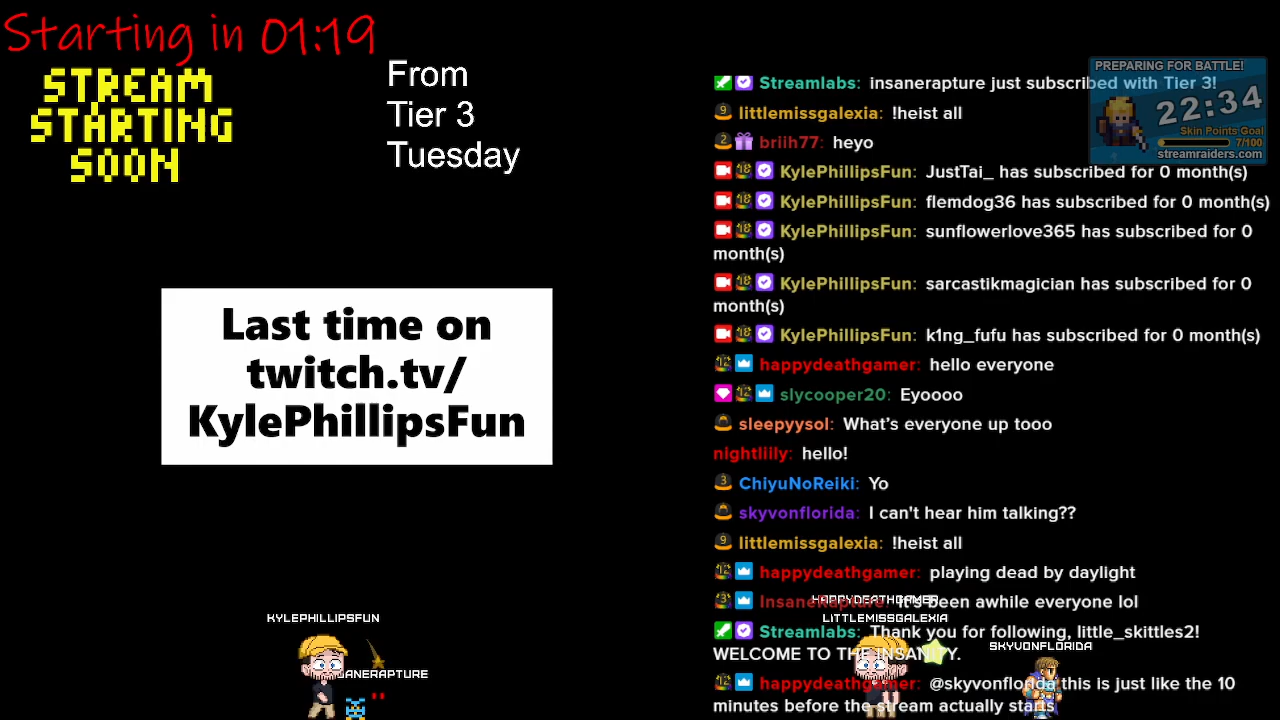 Starting in 01:19
STREAM
STARTING
SOON
From
Tier 3
Tuesday
Last time on
twitch.tv/
KylePhillipsFun
PREPARING FOR BATTLE!
22:34
Skin Points Goal
7/100
streamraiders.com
Streamlabs: insanerapture just subscribed with Tier 3!
littlemissgalexia: !heist all
briih77: heyo
KylePhillipsFun: JustTai_ has subscribed for 0 month(s)
KylePhillipsFun: flemdog36 has subscribed for 0 month(s)
KylePhillipsFun: sunflowerlove365 has subscribed for 0
month(s)
KylePhillipsFun: sarcastikmagician has subscribed for 0
month(s)
KylePhillipsFun: k1ng_fufu has subscribed for 0 month(s)
happydeathgamer: hello everyone
slycooper20: Eyoooo
sleepyysol: What's everyone up tooo
nightlilly: hello!
ChiyuNoReiki: Yo
skyvonflorida: I can't hear him talking??
littlemissgalexia: !heist all
happydeathgamer: playing dead by daylight
InsaneRapture: It's been awhile everyone lol
Streamlabs: Thank you for following, little_skittles2!
WELCOME TO THE INSANITY.
happydeathgamer: @skyvonflorida this is just like the 10
minutes before the stream actually starts
KYLEPHILLIPSFUN
ANERAPTURE
HAPPYDEATHGAMER
LITTLEMISSGALEXIA
SKYVONFLORIDA